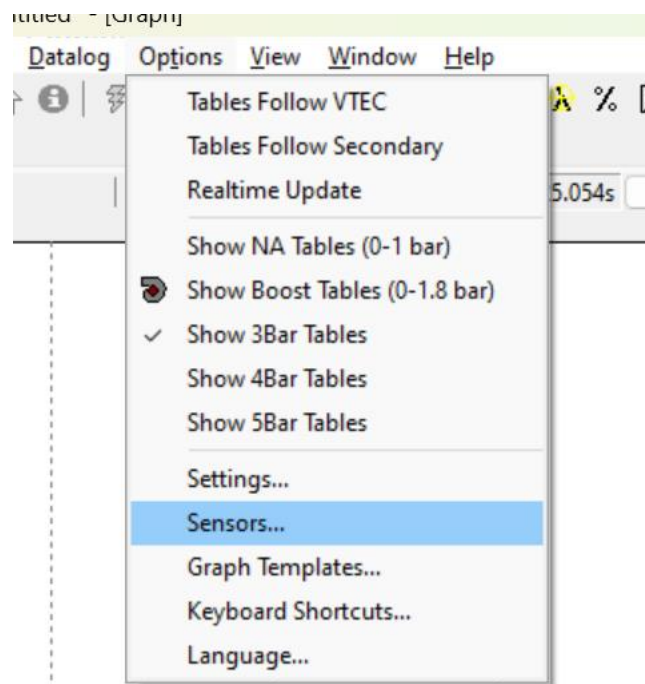 - [Graph]
Datalog Options View Window Help
%
5.054s
Tables Follow VTEC
Tables Follow Secondary
Realtime Update
Show NA Tables (0-1 bar)
Show Boost Tables (0-1.8 bar)
Show 3Bar Tables
Show 4Bar Tables
Show 5Bar Tables
Settings...
Sensors...
Graph Templates...
Keyboard Shortcuts...
Language...